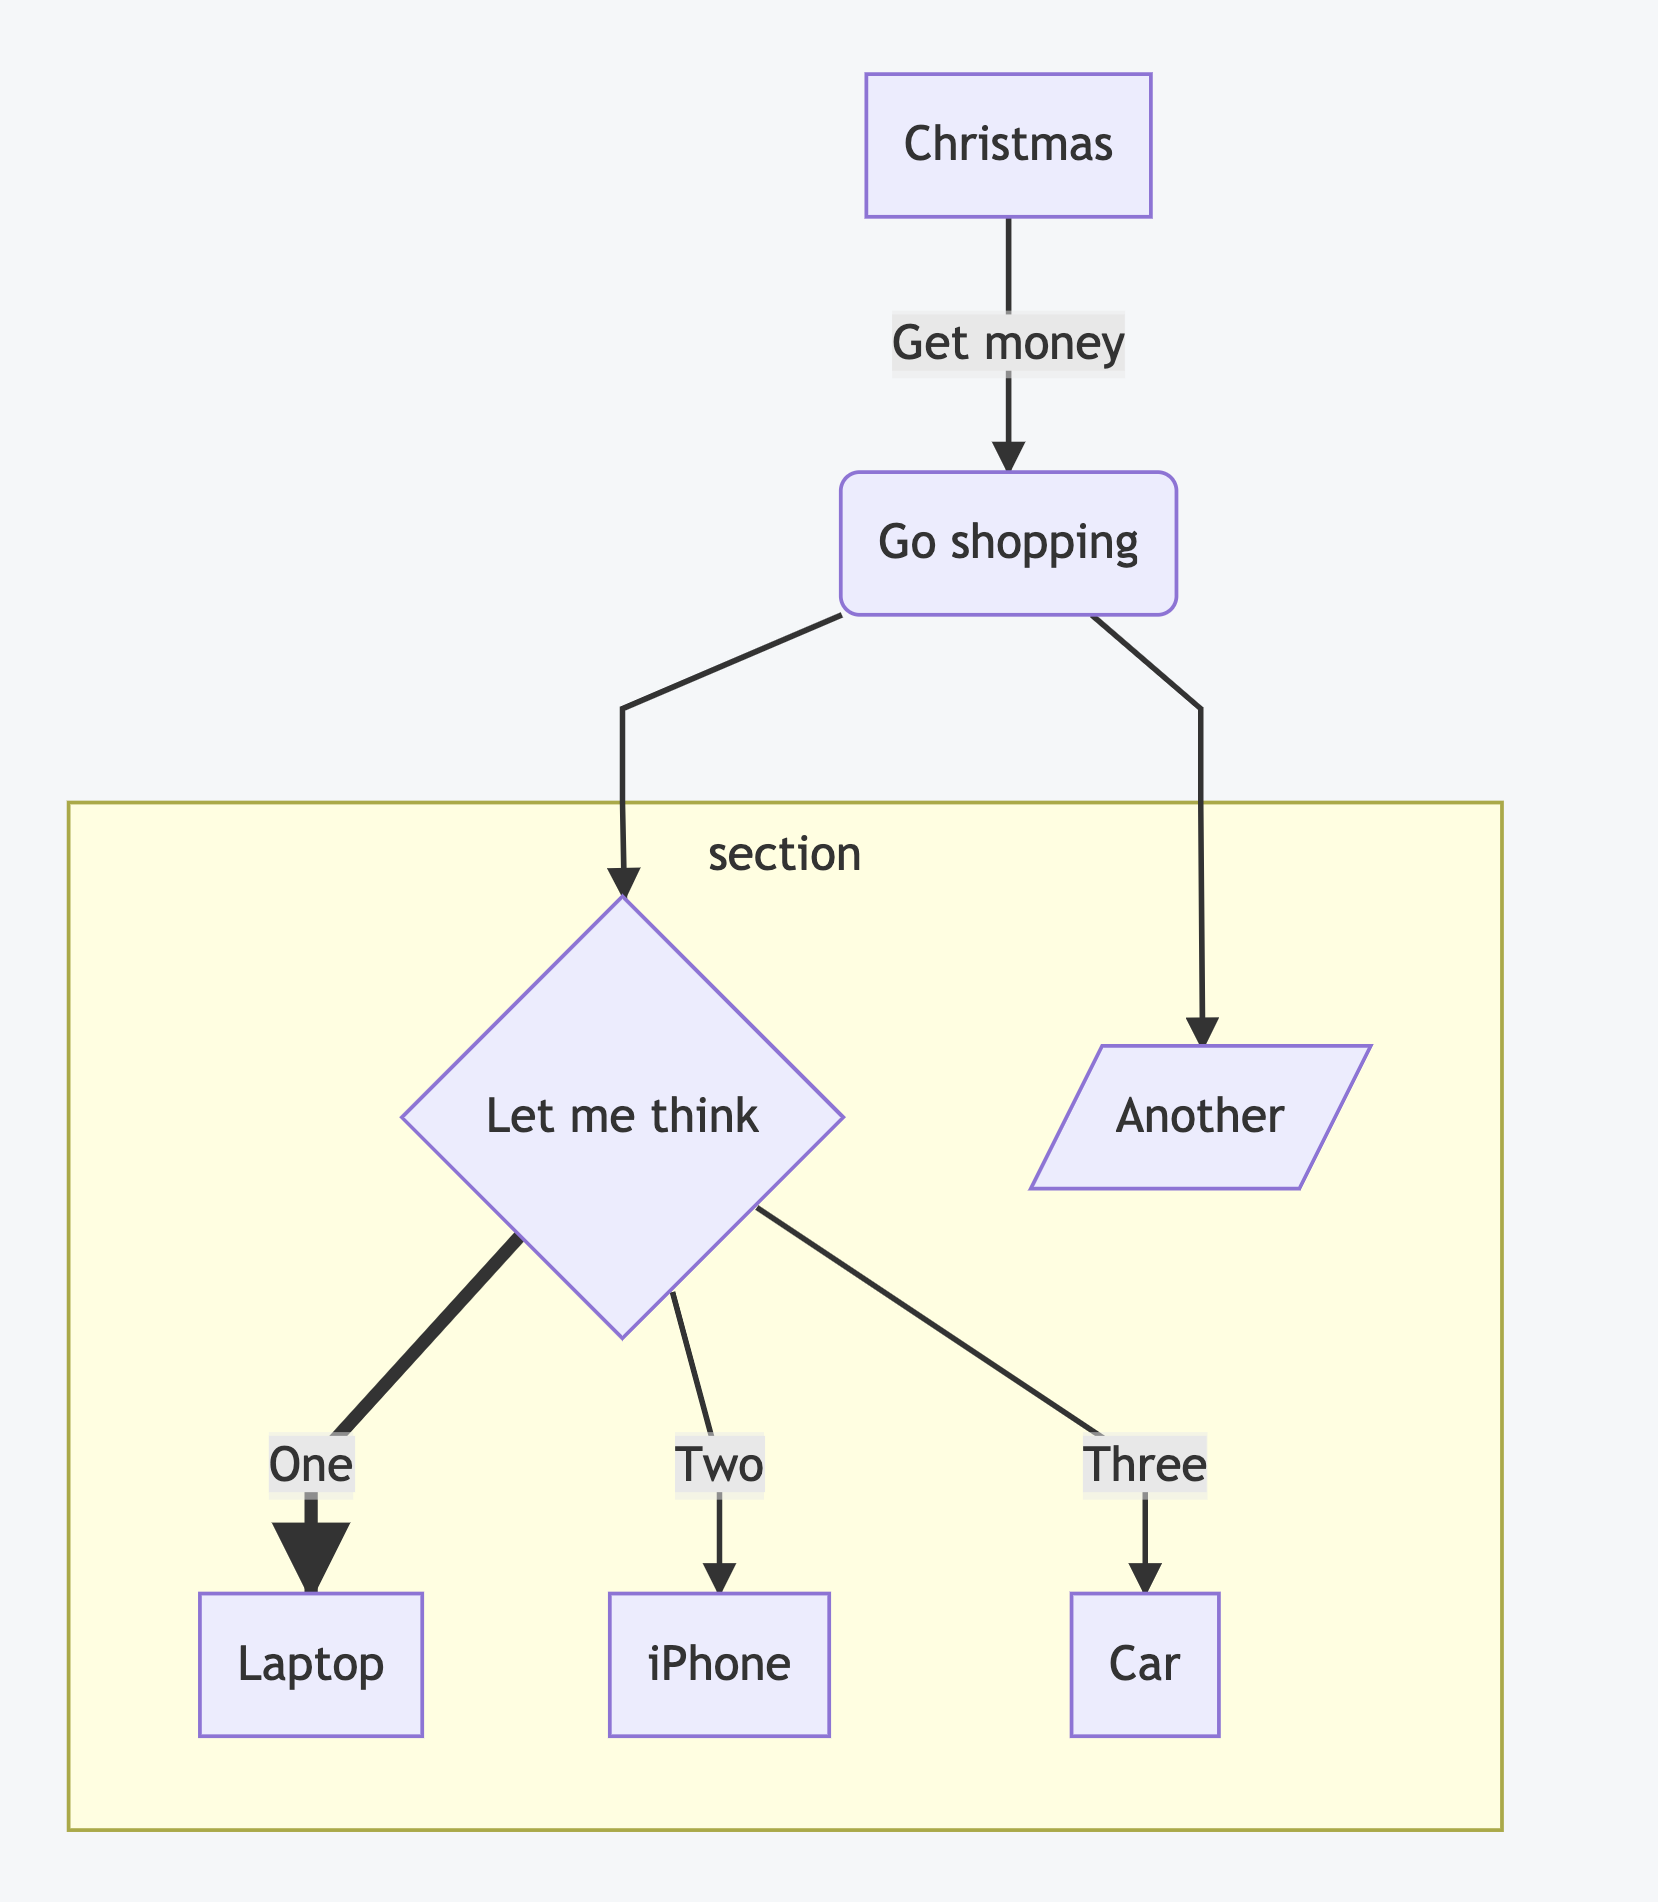 Christmas
Get money
Go shopping
section
Let me think
Another
One
Two
Three
Laptop
iPhone
Car